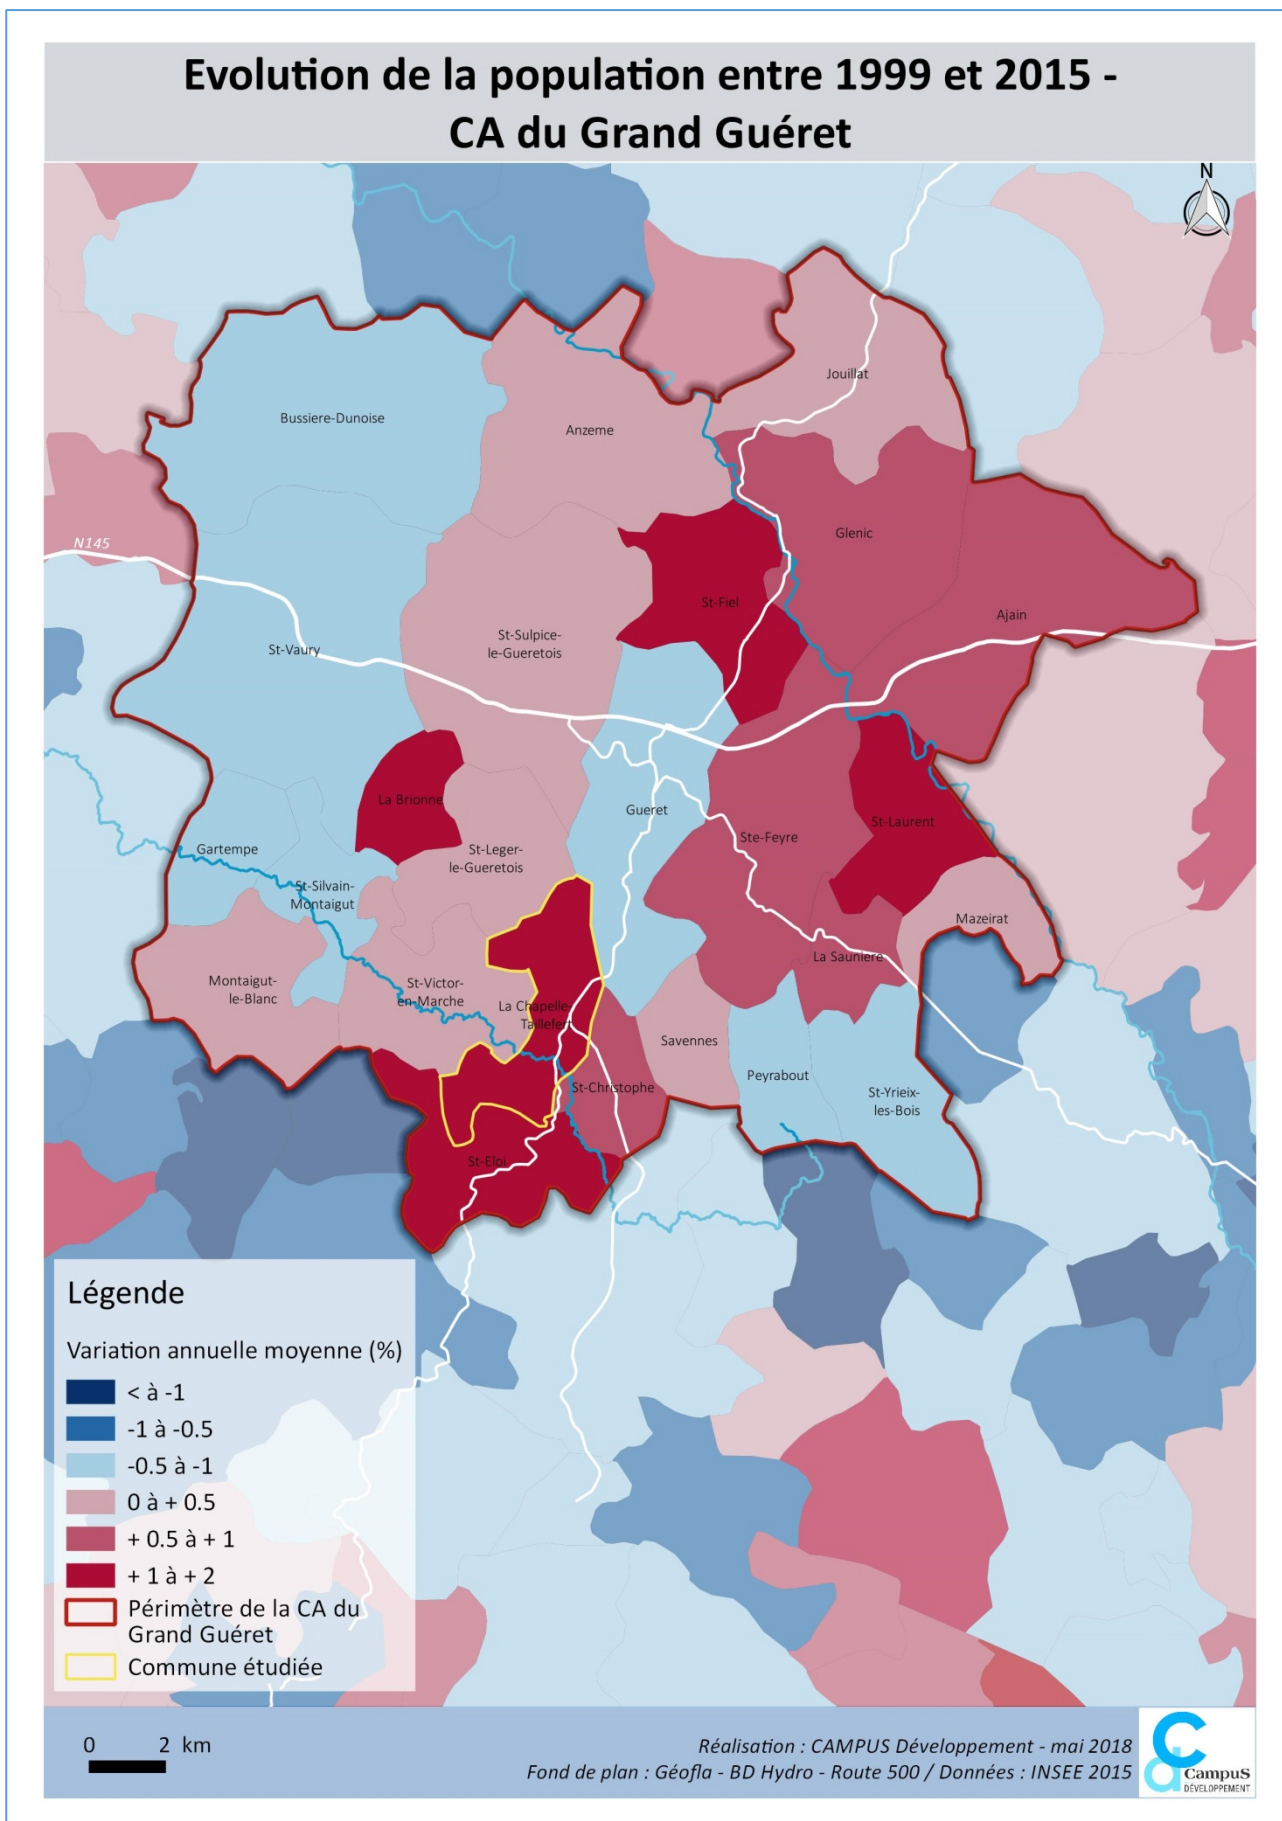 Evolution de la population entre 1999 et 2015 -
CA du Grand Guéret
N
Jouillat
Bussiere-Dunoise
Anzeme
Glenic
N145
St-Fiel
Ajain
St-Sulpice-
le-Gueretois
St-Vaury
La Brionne
Gueret
St-Laurent
Ste-Feyre
Gartempe
St-Leger-
le-Gueretois
St-Silvain-
Montaigut
Mazeirat
La Sauniere
Montaigut-
le-Blanc
St-Victor-
en-Marche
La Chapelle-
Taillefert
Savennes
Peyrabout
St-Christophe
St-Yrieix-
les-Bois
St-Eloi
Légende
Variation annuelle moyenne (%)
< à -1
-1 à -0.5
-0.5 à -1
0 à + 0.5
+ 0.5 à + 1
+ 1 à + 2
Périmètre de la CA du
Grand Guéret
Commune étudiée
0 2 km
Réalisation : CAMPUS Développement - mai 2018
Fond de plan : Géofla - BD Hydro - Route 500 / Données : INSEE 2015
Cd
CampuS
DÉVELOPPEMENT